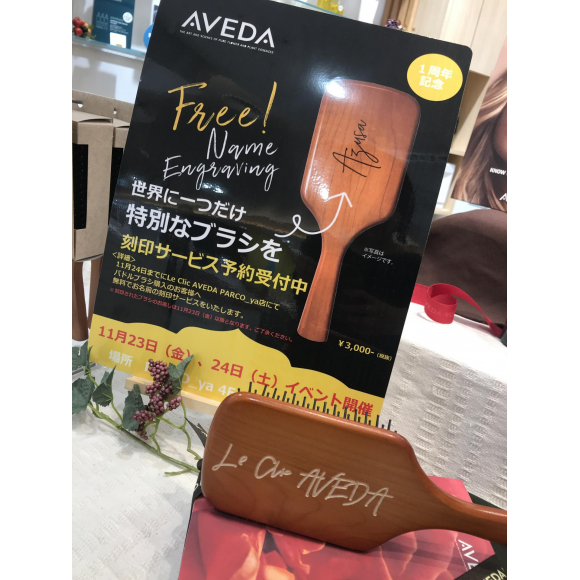 AVEDA
THE ART AND SCIENCE OF PURE FLOWER AND PLANT ESSENCES
1周年
記念
Free!
Name
Engraving
Azusa
世界に一つだけ
特別なブラシを
刻印サービス予約受付中
※写真は
イメージです。
<詳細>
11月24日までにLe Clic AVEDA PARCO_ya店にて
パドルブラシ購入のお客様へ
無料でお名前の刻印サービスをいたします。
¥3,000-(税抜)
11月23日(金)、24日(土)イベント開催
場所
_ya
Le Clic AVEDA
AVEDA
KNOW